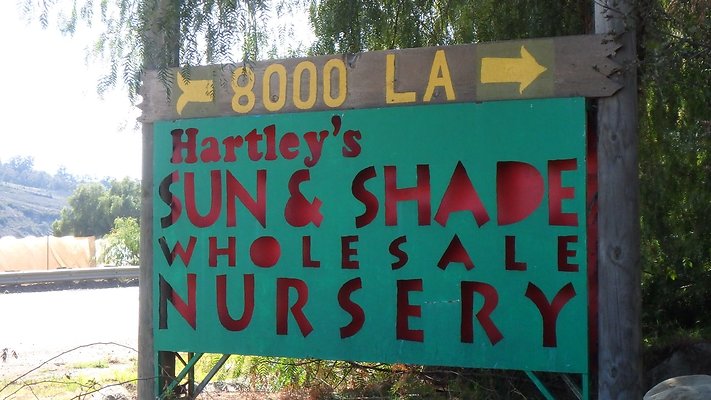 8000 LA
Hartley's
SUN & SHADE
WHOLESALE
NURSERY